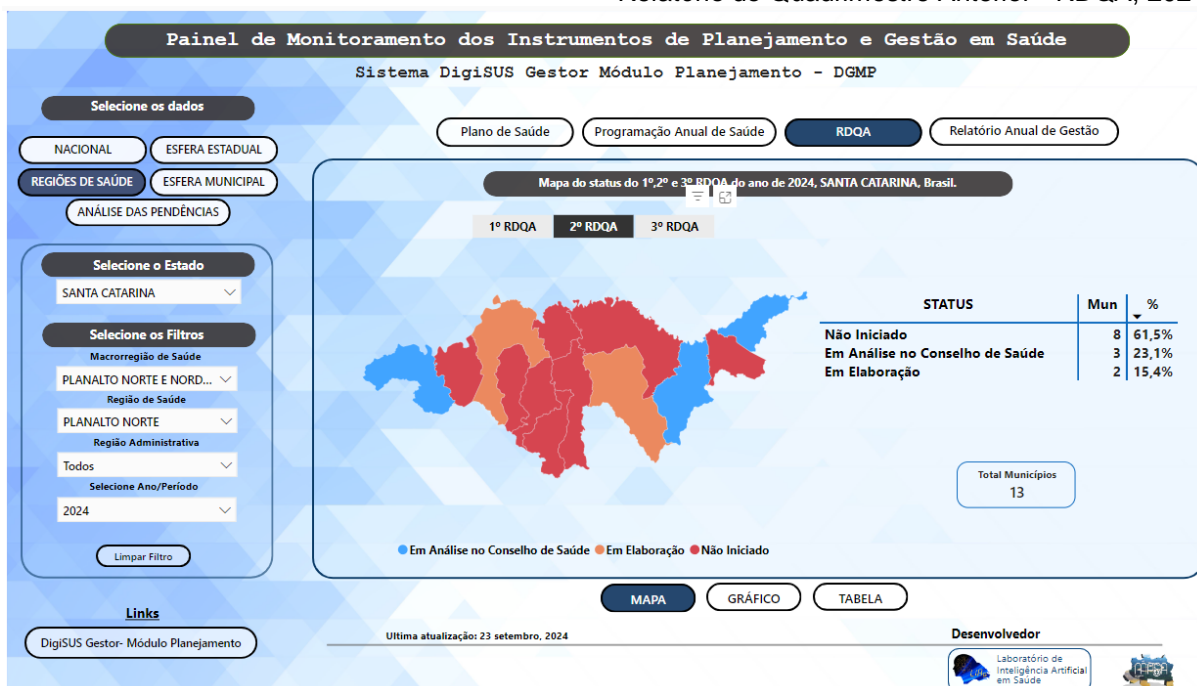 Relatório do Quadrimestre Anterior - RDQA, 202
Painel de Monitoramento dos Instrumentos de Planejamento e Gestão em Saúde
Sistema DigiSUS Gestor Módulo Planejamento - DGMP
Selecione os dados
NACIONAL
ESFERA ESTADUAL
REGIÕES DE SAÚDE
ESFERA MUNICIPAL
ANÁLISE DAS PENDÊNCIAS
Plano de Saúde
Programação Anual de Saúde
RDQA
Relatório Anual de Gestão
Selecione o Estado
SANTA CATARINA
Selecione os Filtros
Macrorregião de Saúde
PLANALTO NORTE E NORD...
Região de Saúde
PLANALTO NORTE
Região Administrativa
Todos
Selecione Ano/Período
2024
Limpar Filtro
Links
DigiSUS Gestor- Módulo Planejamento
Mapa do status do 1º,2º e 3º RDQA do ano de 2024, SANTA CATARINA, Brasil.
1º RDQA 2º RDQA 3º RDQA
STATUS Mun %
Não Iniciado 8 61,5%
Em Análise no Conselho de Saúde 3 23,1%
Em Elaboração 2 15,4%
Total Municípios
13
Em Análise no Conselho de Saúde Em Elaboração Não Iniciado
MAPA
GRÁFICO
TABELA
Ultima atualização: 23 setembro, 2024
Desenvolvedor
Laboratório de
Inteligência Artificial
em Saúde